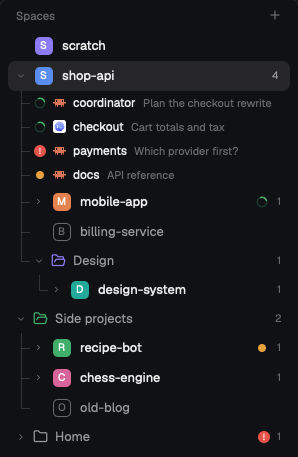 Spaces +
S scratch
S shop-api 4
coordinator Plan the checkout rewrite
checkout Cart totals and tax
! payments Which provider first?
docs API reference
M mobile-app 1
B billing-service
Design 1
D design-system 1
Side projects 2
R recipe-bot 1
C chess-engine 1
O old-blog
Home ! 1